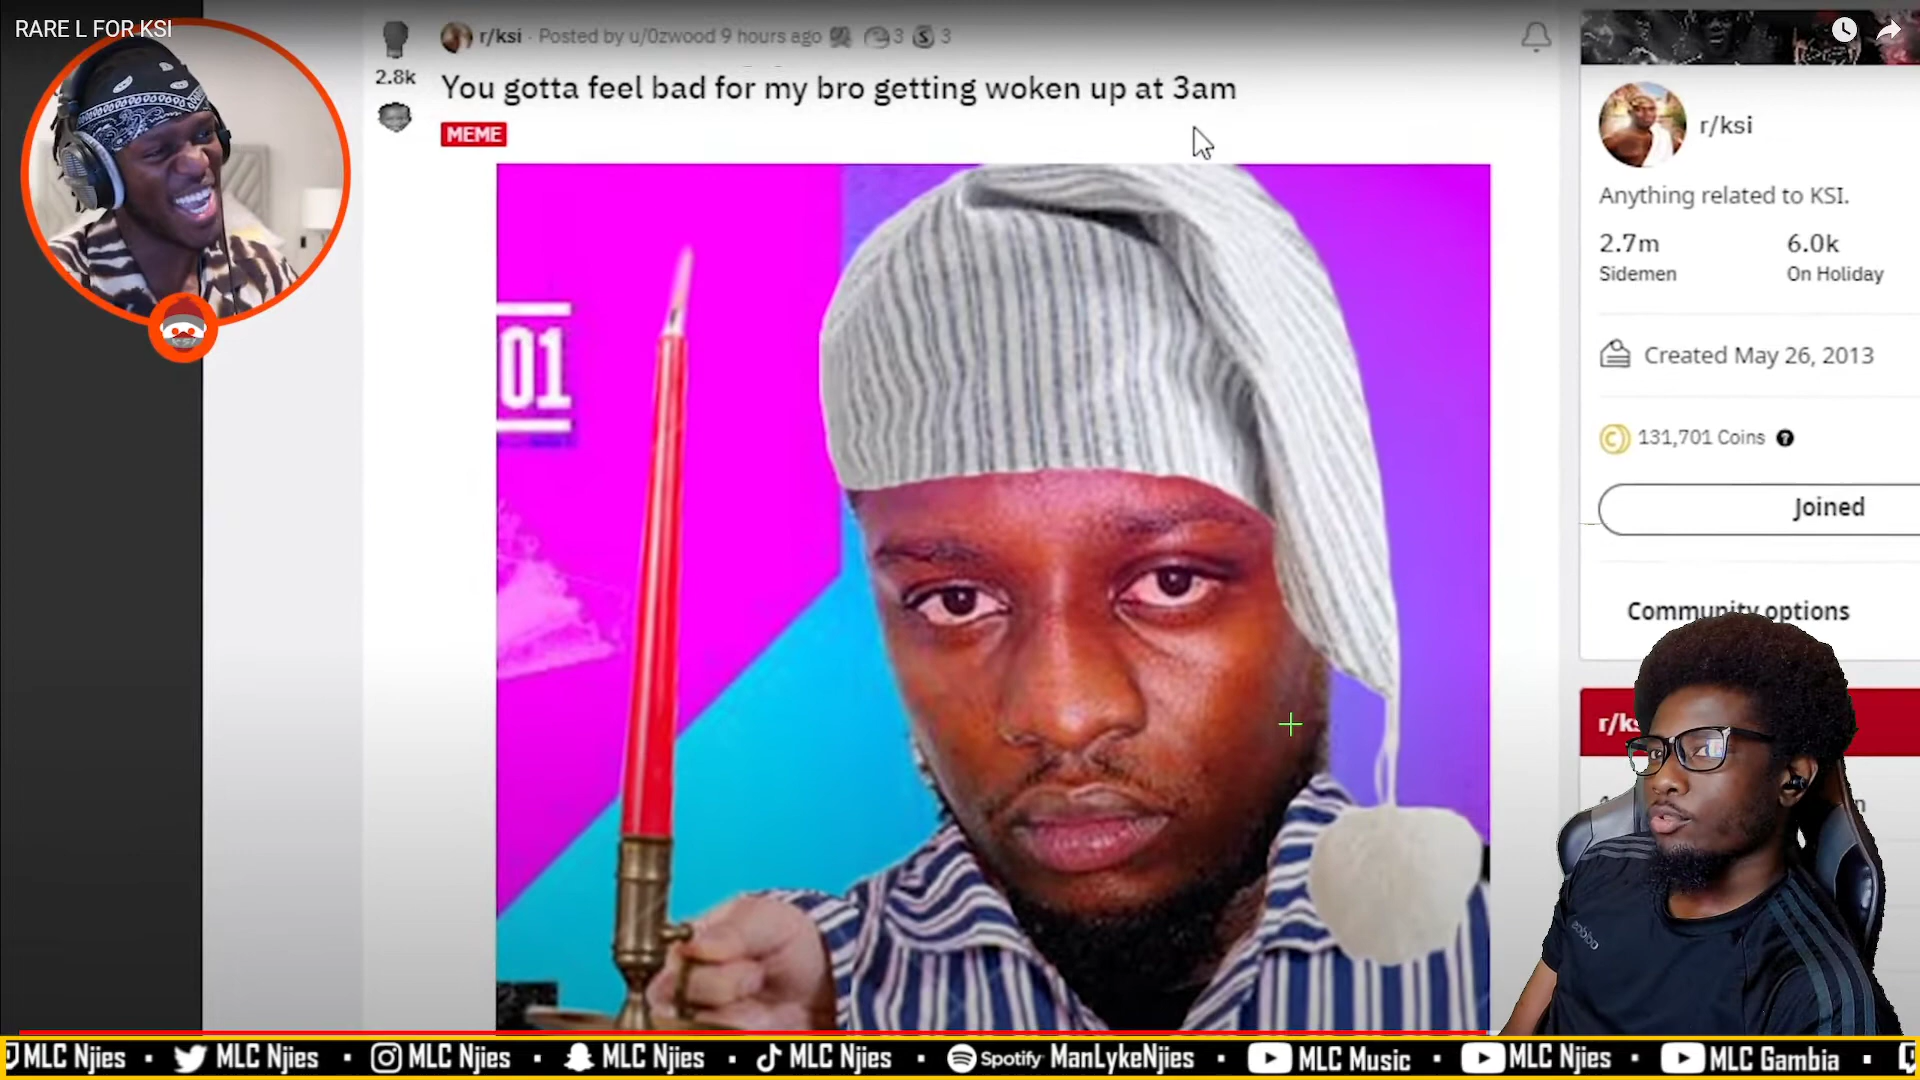 RARE L FOR KSI
r/ksi · Posted by u/0zwood 9 hours ago 3 3
2.8k
You gotta feel bad for my bro getting woken up at 3am
MEME
01
r/ksi
Anything related to KSI.
2.7m 6.0k
Sidemen On Holiday
Created May 26, 2013
131,701 Coins
Joined
Community options
MLC Njies · MLC Njies · MLC Njies · MLC Njies · MLC Njies · Spotify ManLykeNjies · MLC Music · MLC Njies · MLC Gambia ·